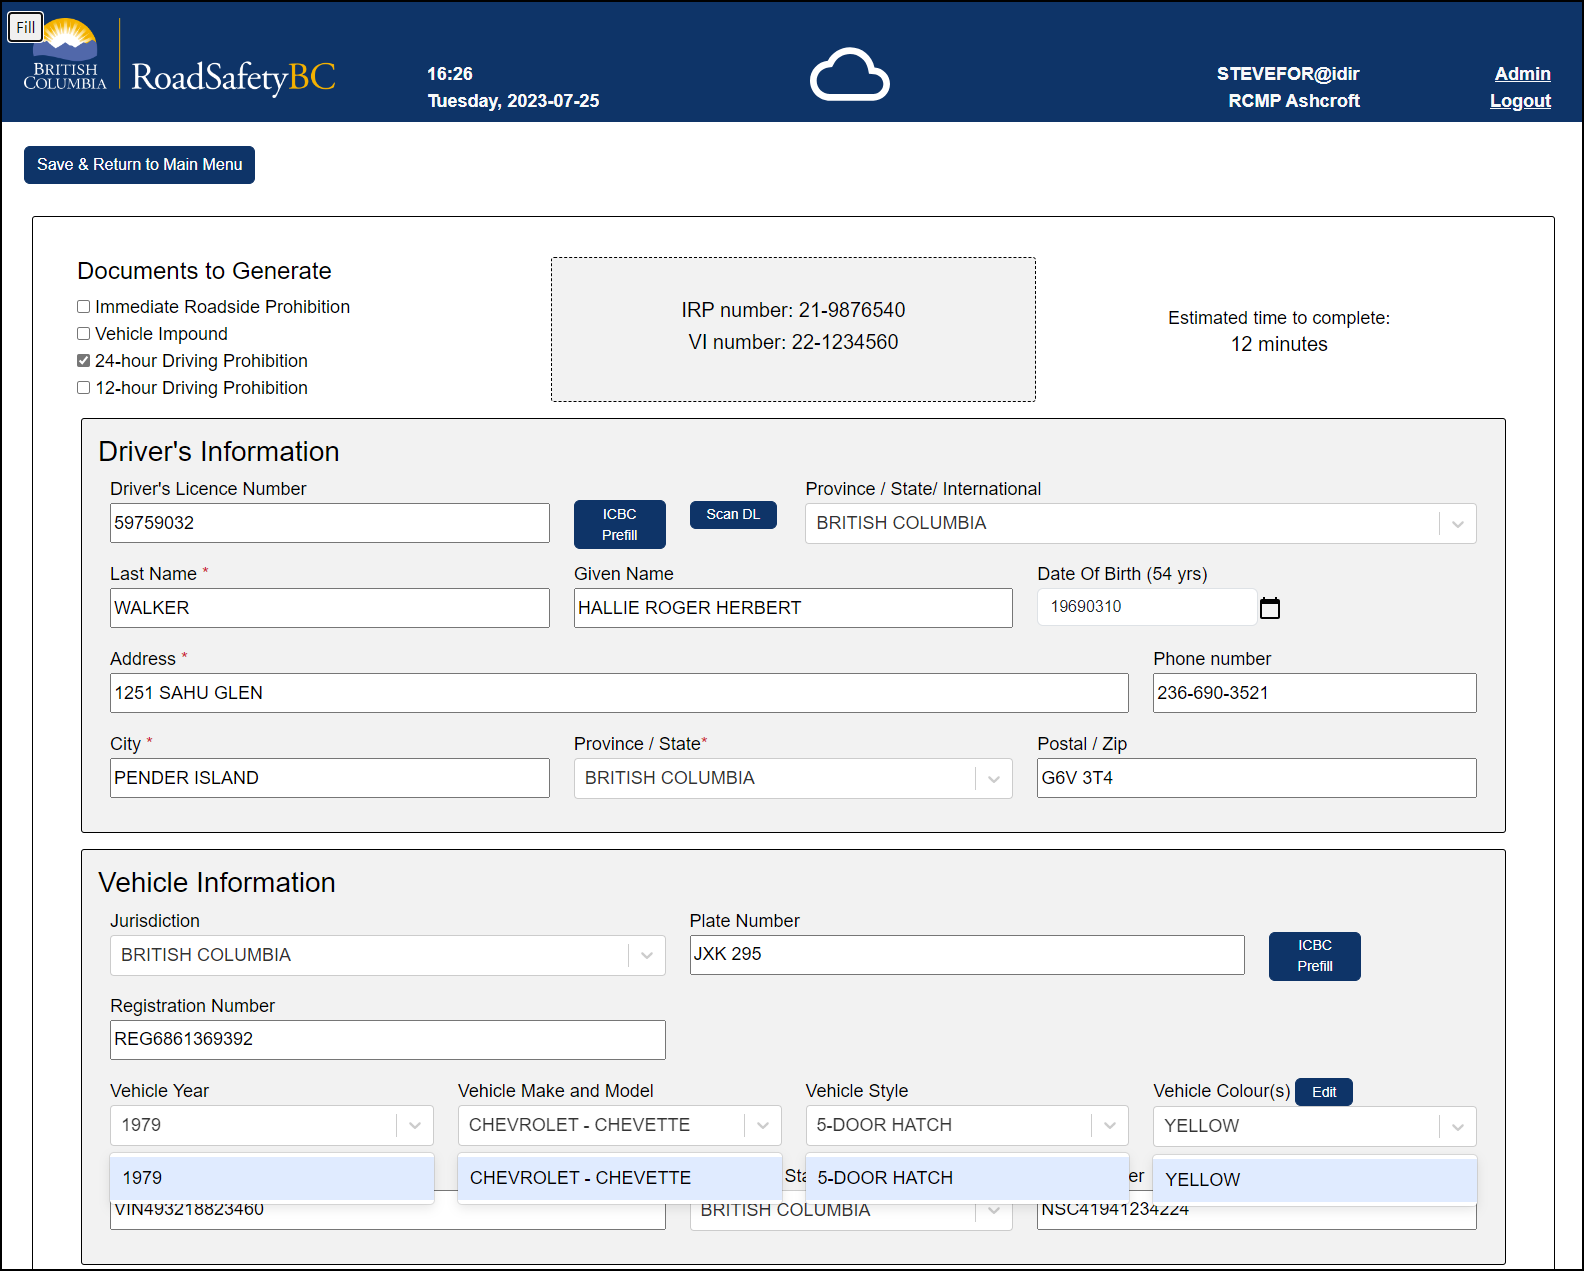 Fill
BRITISH
COLUMBIA
RoadSafetyBC
16:26
Tuesday, 2023-07-25
STEVEFOR@idir
RCMP Ashcroft
Admin
Logout
Save & Return to Main Menu
Documents to Generate
Immediate Roadside Prohibition
Vehicle Impound
24-hour Driving Prohibition
12-hour Driving Prohibition
IRP number: 21-9876540
VI number: 22-1234560
Estimated time to complete:
12 minutes
Driver's Information
Driver's Licence Number
59759032
ICBC
Prefill
Scan DL
Province / State/ International
BRITISH COLUMBIA
Last Name *
WALKER
Given Name
HALLIE ROGER HERBERT
Date Of Birth (54 yrs)
19690310
Address *
1251 SAHU GLEN
Phone number
236-690-3521
City *
PENDER ISLAND
Province / State*
BRITISH COLUMBIA
Postal / Zip
G6V 3T4
Vehicle Information
Jurisdiction
BRITISH COLUMBIA
Plate Number
JXK 295
ICBC
Prefill
Registration Number
REG6861369392
Vehicle Year
1979
1979
Vehicle Make and Model
CHEVROLET - CHEVETTE
CHEVROLET - CHEVETTE
Vehicle Style
5-DOOR HATCH
5-DOOR HATCH
Vehicle Colour(s)
Edit
YELLOW
YELLOW
VIN493218823460
BRITISH COLUMBIA
NSC41941234224